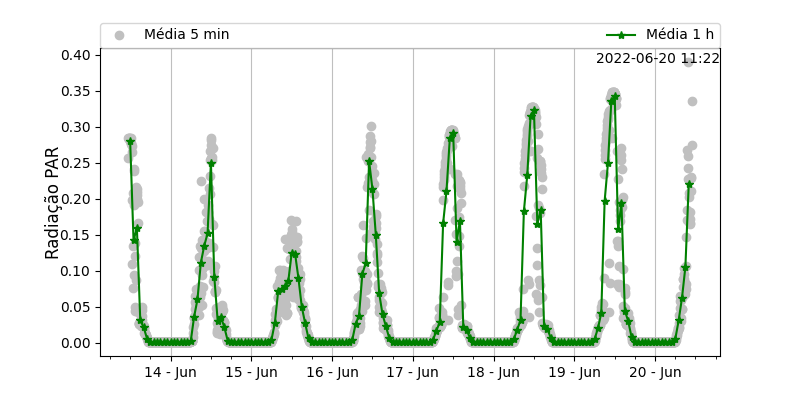 Média 5 min
Média 1 h
2022-06-20 11:22
0.40
0.35
0.30
0.25
0.20
0.15
0.10
0.05
0.00
Radiação PAR
14 - Jun
15 - Jun
16 - Jun
17 - Jun
18 - Jun
19 - Jun
20 - Jun